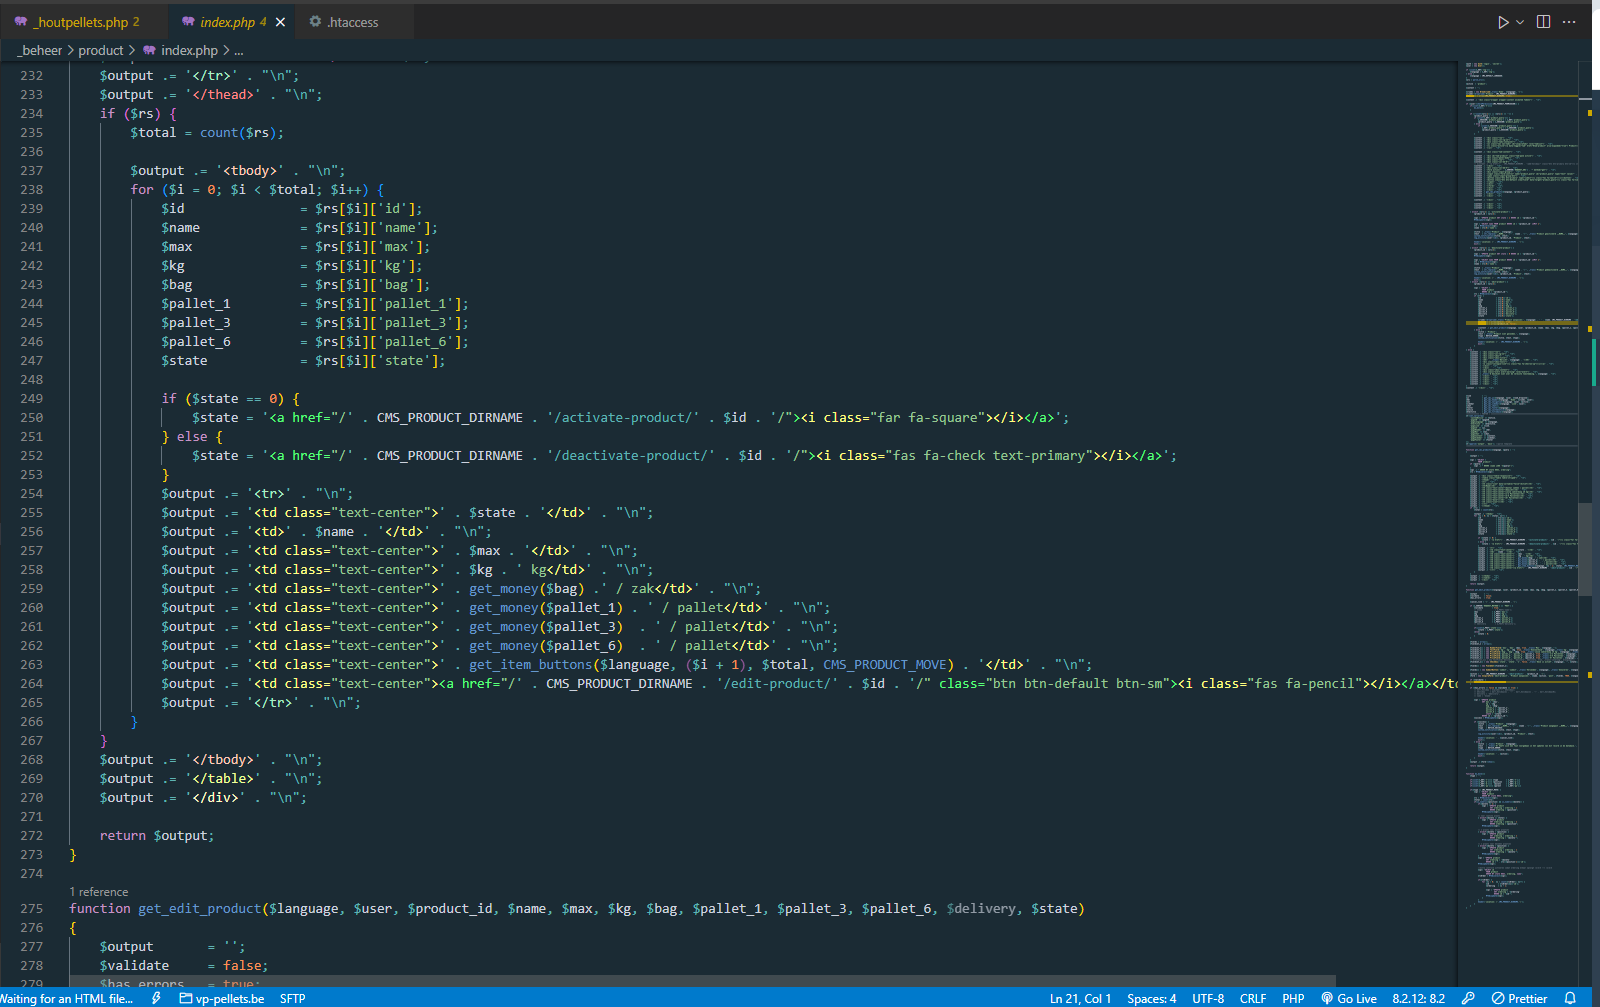 _houtpellets.php 2
index.php 4
.htaccess
_beheer > product > index.php > ...
232 $output .= '</tr>' . "\n";
233 $output .= '</thead>' . "\n";
234 if ($rs) {
235 $total = count($rs);
236
237 $output .= '<tbody>' . "\n";
238 for ($i = 0; $i < $total; $i++) {
239 $id = $rs[$i]['id'];
240 $name = $rs[$i]['name'];
241 $max = $rs[$i]['max'];
242 $kg = $rs[$i]['kg'];
243 $bag = $rs[$i]['bag'];
244 $pallet_1 = $rs[$i]['pallet_1'];
245 $pallet_3 = $rs[$i]['pallet_3'];
246 $pallet_6 = $rs[$i]['pallet_6'];
247 $state = $rs[$i]['state'];
248
249 if ($state == 0) {
250 $state = '<a href="/' . CMS_PRODUCT_DIRNAME . '/activate-product/' . $id . '/"><i class="far fa-square"></i></a>';
251 } else {
252 $state = '<a href="/' . CMS_PRODUCT_DIRNAME . '/deactivate-product/' . $id . '/"><i class="fas fa-check text-primary"></i></a>';
253 }
254 $output .= '<tr>' . "\n";
255 $output .= '<td class="text-center">' . $state . '</td>' . "\n";
256 $output .= '<td>' . $name . '</td>' . "\n";
257 $output .= '<td class="text-center">' . $max . '</td>' . "\n";
258 $output .= '<td class="text-center">' . $kg . ' kg</td>' . "\n";
259 $output .= '<td class="text-center">' . get_money($bag) .' / zak</td>' . "\n";
260 $output .= '<td class="text-center">' . get_money($pallet_1) . ' / pallet</td>' . "\n";
261 $output .= '<td class="text-center">' . get_money($pallet_3)  . ' / pallet</td>' . "\n";
262 $output .= '<td class="text-center">' . get_money($pallet_6)  . ' / pallet</td>' . "\n";
263 $output .= '<td class="text-center">' . get_item_buttons($language, ($i + 1), $total, CMS_PRODUCT_MOVE) . '</td>' . "\n";
264 $output .= '<td class="text-center"><a href="/' . CMS_PRODUCT_DIRNAME . '/edit-product/' . $id . '/" class="btn btn-default btn-sm"><i class="fas fa-pencil"></i></a></td
265 $output .= '</tr>' . "\n";
266 }
267 }
268 $output .= '</tbody>' . "\n";
269 $output .= '</table>' . "\n";
270 $output .= '</div>' . "\n";
271
272 return $output;
273 }
274
1 reference
275 function get_edit_product($language, $user, $product_id, $name, $max, $kg, $bag, $pallet_1, $pallet_3, $pallet_6, $delivery, $state)
276 {
277 $output = '';
278 $validate = false;
279 $has_errors = true;
Waiting for an HTML file... vp-pellets.be SFTP Ln 21, Col 1 Spaces: 4 UTF-8 CRLF PHP Go Live 8.2.12: 8.2 Prettier